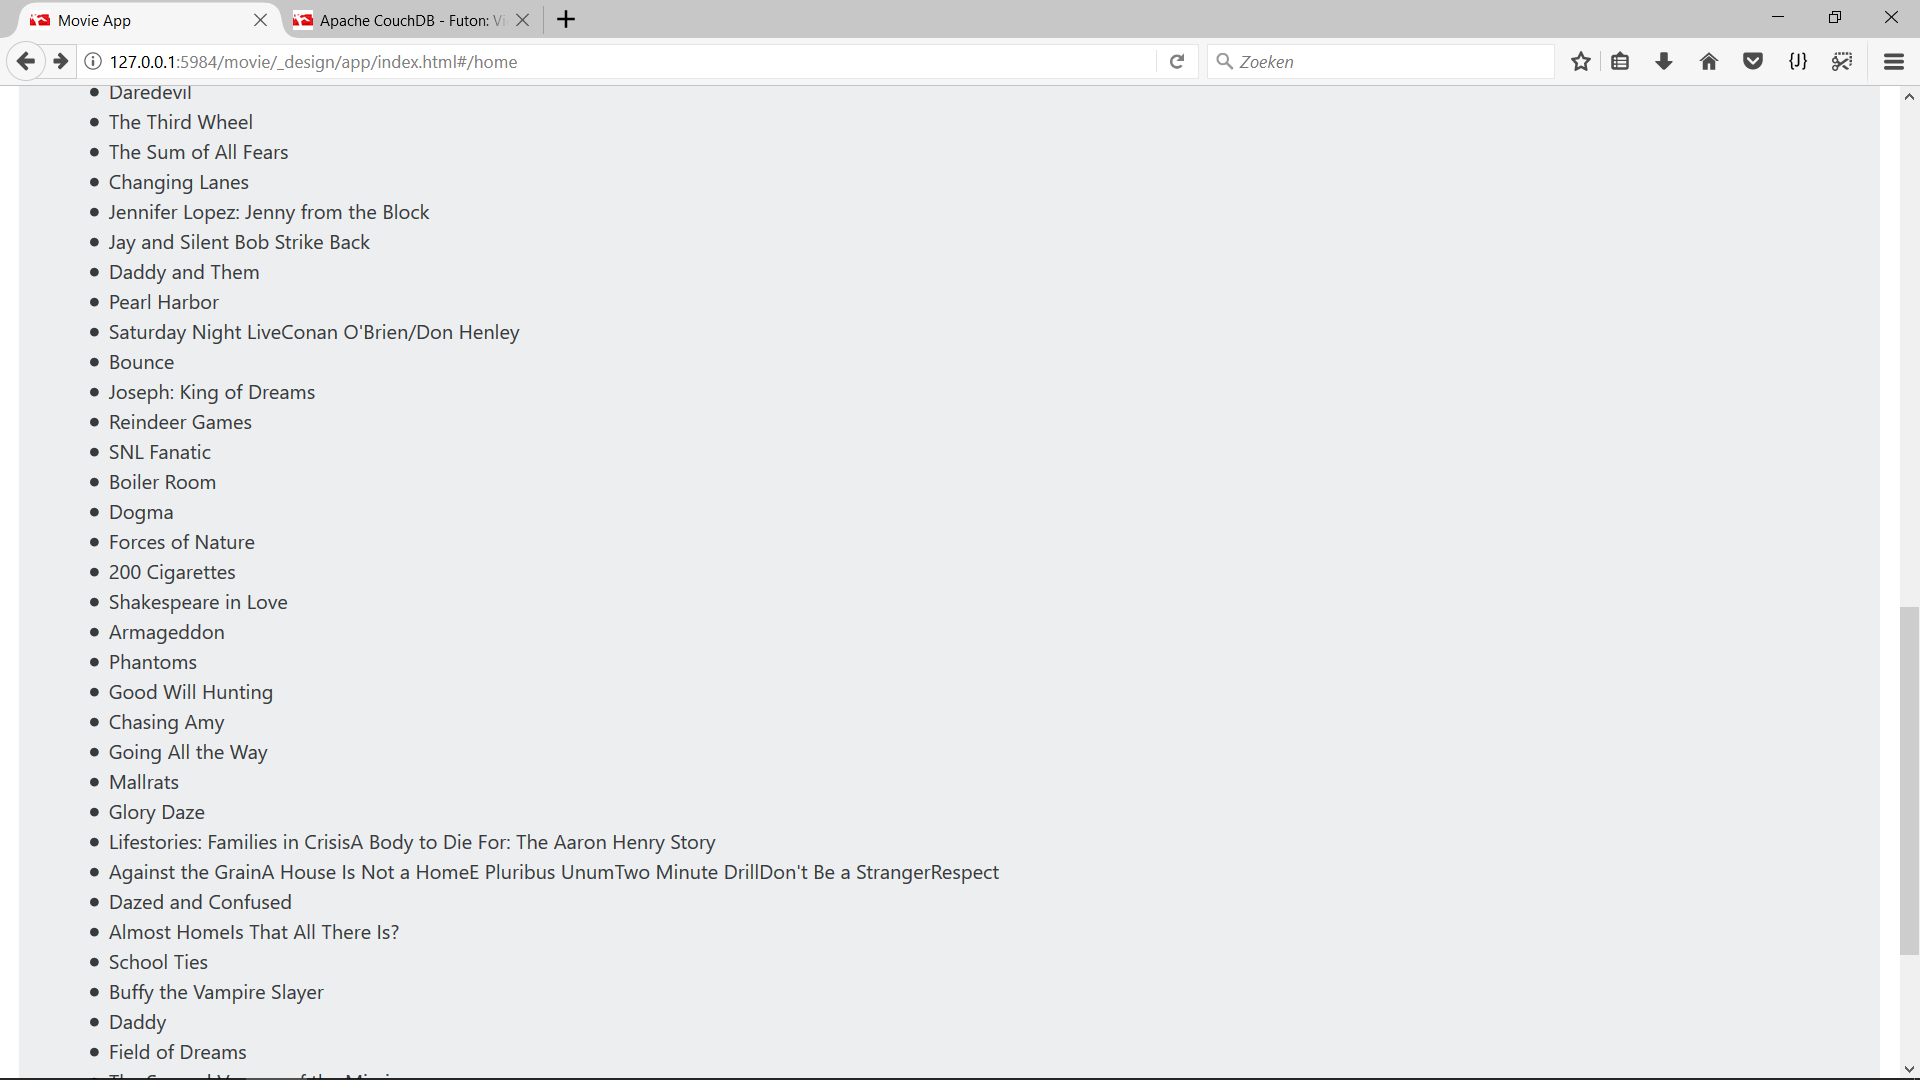 Movie App
Apache CouchDB - Futon:
127.0.0.1:5984/movie/_design/app/index.html#/home
Zoeken
Daredevil
The Third Wheel
The Sum of All Fears
Changing Lanes
Jennifer Lopez: Jenny from the Block
Jay and Silent Bob Strike Back
Daddy and Them
Pearl Harbor
Saturday Night LiveConan O'Brien/Don Henley
Bounce
Joseph: King of Dreams
Reindeer Games
SNL Fanatic
Boiler Room
Dogma
Forces of Nature
200 Cigarettes
Shakespeare in Love
Armageddon
Phantoms
Good Will Hunting
Chasing Amy
Going All the Way
Mallrats
Glory Daze
Lifestories: Families in CrisisA Body to Die For: The Aaron Henry Story
Against the GrainA House Is Not a HomeE Pluribus UnumTwo Minute DrillDon't Be a StrangerRespect
Dazed and Confused
Almost HomeIs That All There Is?
School Ties
Buffy the Vampire Slayer
Daddy
Field of Dreams